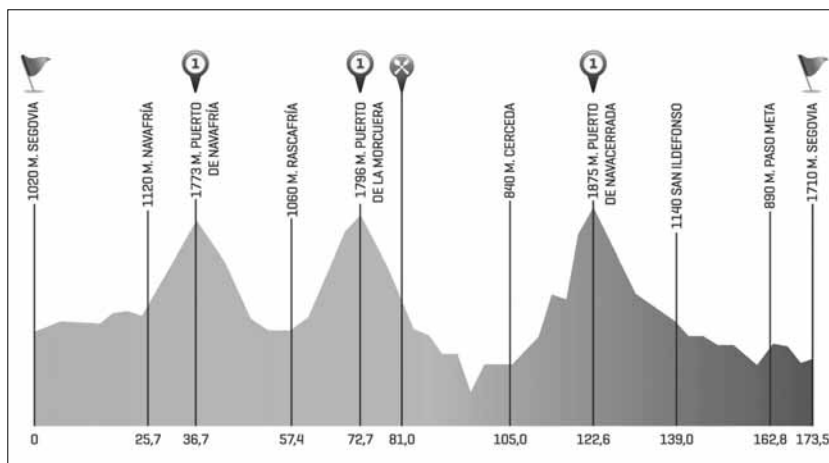 1020 M. SEGOVIA
1120 M. NAVAFRÍA
1
1773 M. PUERTO
DE NAVAFRÍA
1060 M. RASCAFRÍA
1
1796 M. PUERTO
DE LA MORCUERA
840 M. CERCEDA
1
1875 M. PUERTO
DE NAVACERRADA
1140 SAN ILDEFONSO
890 M. PASO META
1710 M. SEGOVIA
0
25,7
36,7
57,4
72,7
81,0
105,0
122,6
139,0
162,8
173,5